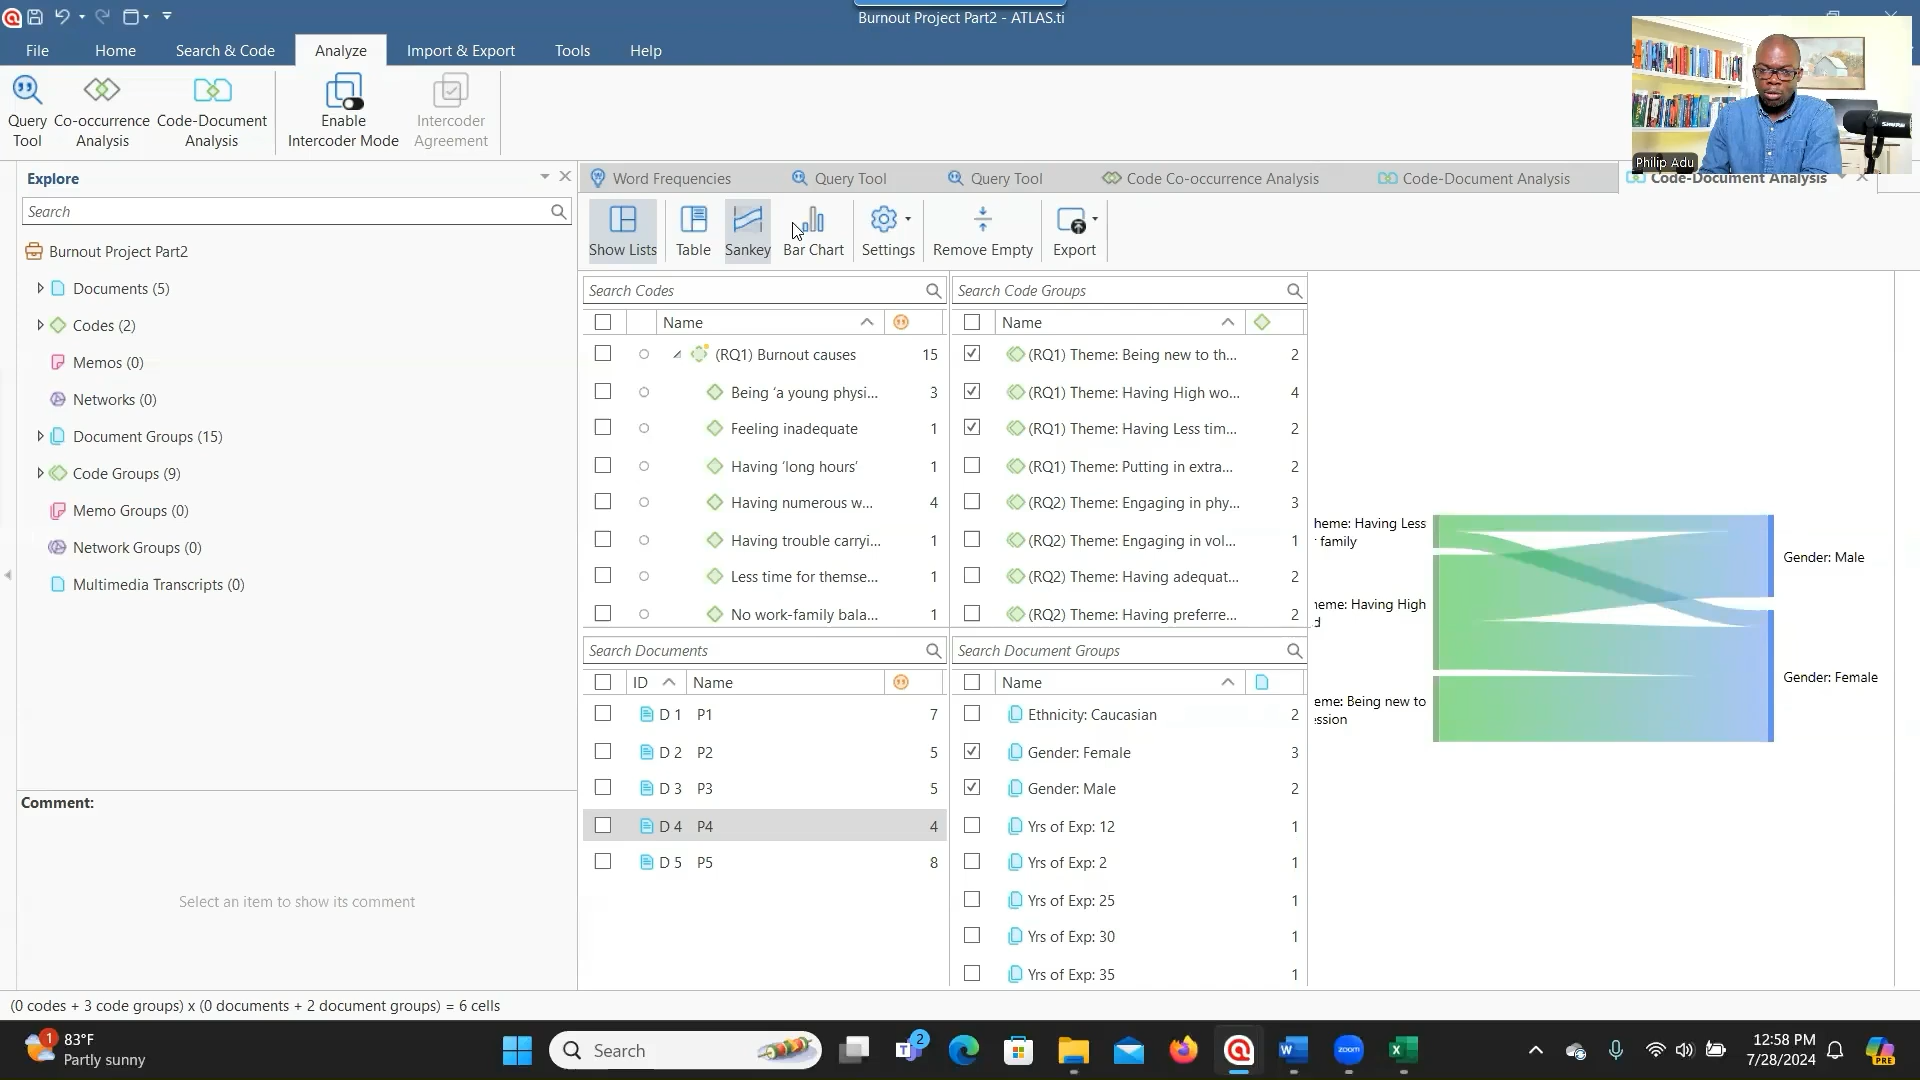 Burnout Project Part2 - ATLAS.ti
File Home Search & Code Analyze Import & Export Tools Help
Query Tool
Co-occurrence Analysis
Code-Document Analysis
Enable Intercoder Mode
Intercoder Agreement
SHURE
Philip Adu
Explore
Search
Burnout Project Part2
Documents (5)
Codes (2)
Memos (0)
Networks (0)
Document Groups (15)
Code Groups (9)
Memo Groups (0)
Network Groups (0)
Multimedia Transcripts (0)
Comment:
Select an item to show its comment
Word Frequencies Query Tool Query Tool Code Co-occurrence Analysis Code-Document Analysis Code-Document Analysis
Show Lists Table Sankey Bar Chart Settings Remove Empty Export
Search Codes
Name
(RQ1) Burnout causes 15
Being ‘a young physi... 3
Feeling inadequate 1
Having ‘long hours’ 1
Having numerous w... 4
Having trouble carryi... 1
Less time for themse... 1
No work-family bala... 1
Search Code Groups
Name
(RQ1) Theme: Being new to th... 2
(RQ1) Theme: Having High wo... 4
(RQ1) Theme: Having Less tim... 2
(RQ1) Theme: Putting in extra... 2
(RQ2) Theme: Engaging in phy... 3
(RQ2) Theme: Engaging in vol... 1
(RQ2) Theme: Having adequat... 2
(RQ2) Theme: Having preferre... 2
Search Documents
ID Name
D 1 P1 7
D 2 P2 5
D 3 P3 5
D 4 P4 4
D 5 P5 8
Search Document Groups
Name
Ethnicity: Caucasian 2
Gender: Female 3
Gender: Male 2
Yrs of Exp: 12 1
Yrs of Exp: 2 1
Yrs of Exp: 25 1
Yrs of Exp: 30 1
Yrs of Exp: 35 1
heme: Having Less
family
eme: Having High
d
eme: Being new to
ssion
Gender: Male
Gender: Female
(0 codes + 3 code groups) x (0 documents + 2 document groups) = 6 cells
1
83°F
Partly sunny
Search
2
zoom
12:58 PM
7/28/2024
PRE